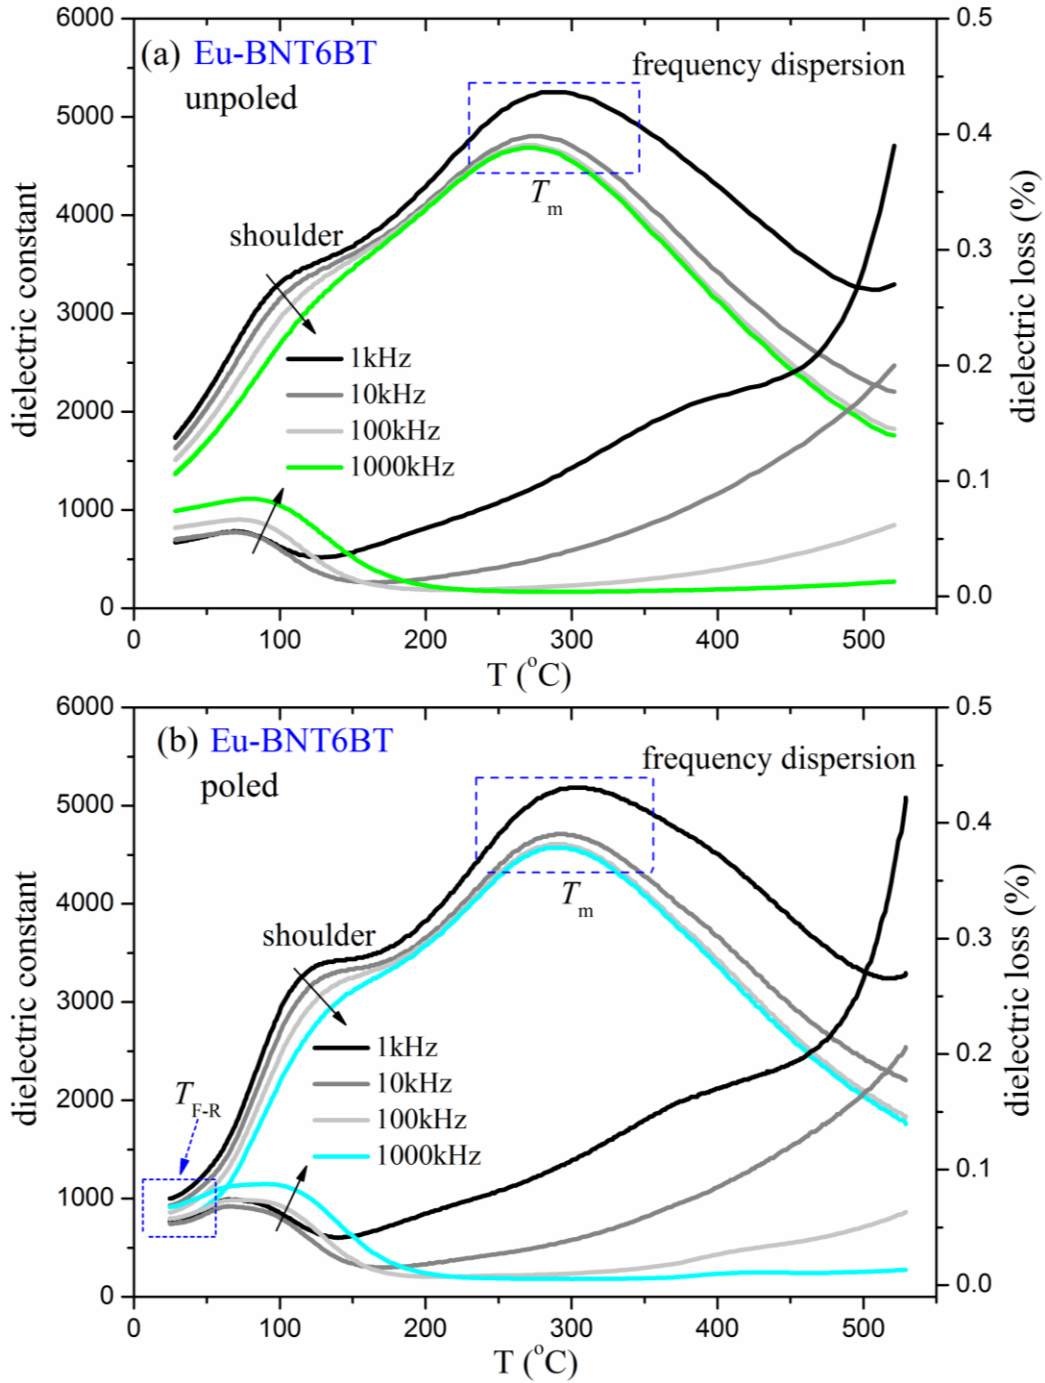 (a) Eu-BNT6BT
unpoled
frequency dispersion
T_m
shoulder
1kHz
10kHz
100kHz
1000kHz
dielectric constant
6000
5000
4000
3000
2000
1000
0
dielectric loss (%)
0.5
0.4
0.3
0.2
0.1
0.0
0 100 200 300 400 500
T (°C)
(b) Eu-BNT6BT
poled
frequency dispersion
T_m
shoulder
T_F-R
1kHz
10kHz
100kHz
1000kHz
dielectric constant
6000
5000
4000
3000
2000
1000
0
dielectric loss (%)
0.5
0.4
0.3
0.2
0.1
0.0
0 100 200 300 400 500
T (°C)